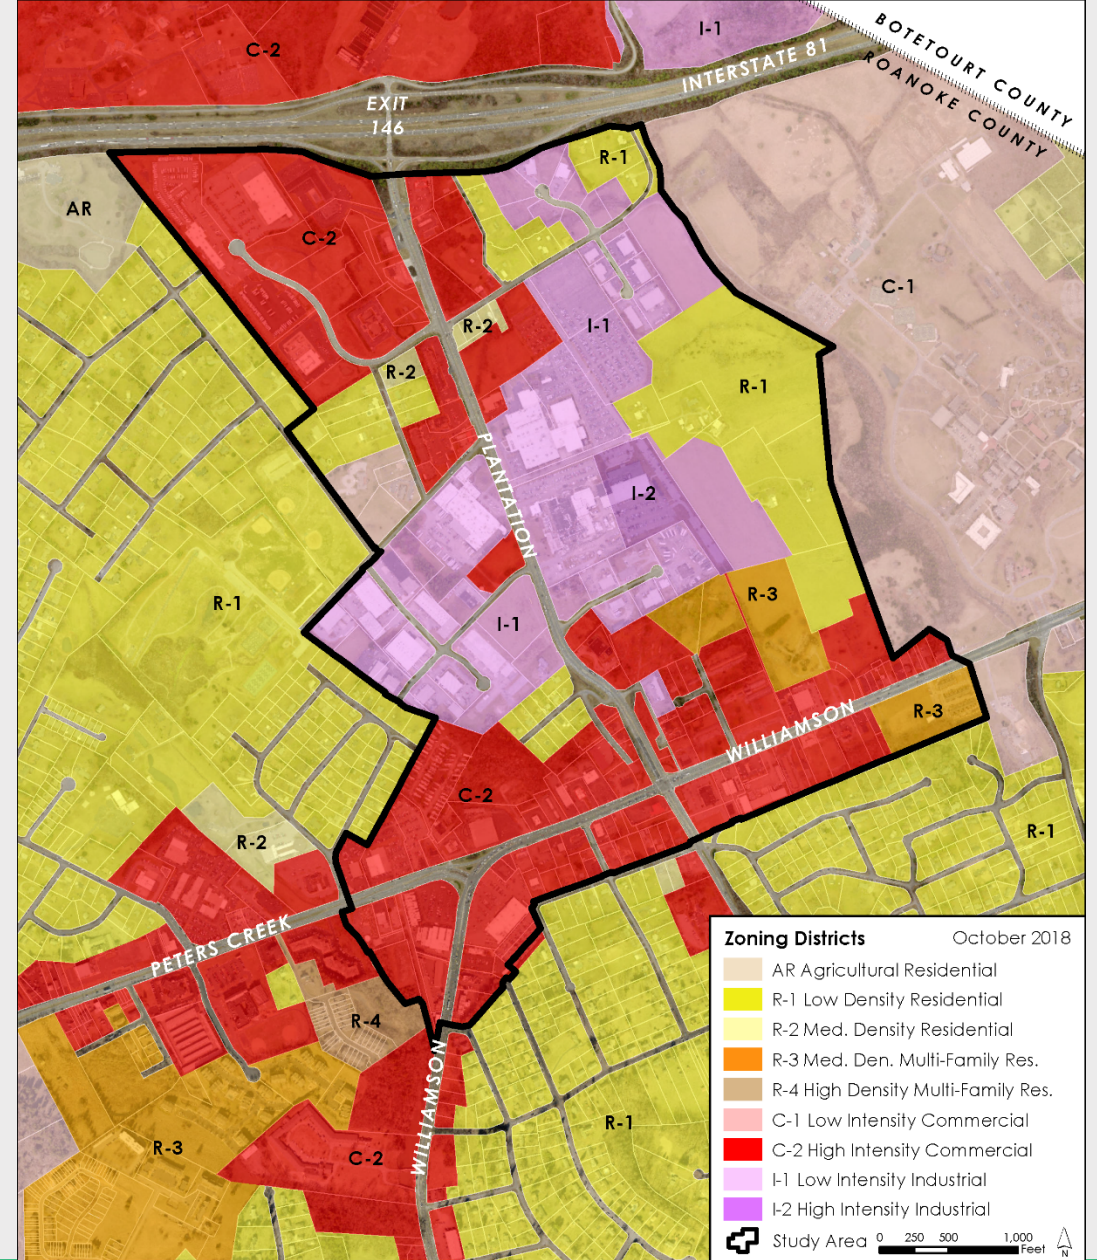 C-2
I-1
BOTETOURT COUNTY
ROANOKE COUNTY
INTERSTATE 81
EXIT
146
R-1
AR
C-2
C-1
R-2
I-1
R-2
R-1
PLANTATION
I-2
R-3
R-1
I-1
R-3
WILLIAMSON
C-2
R-2
R-1
PETERS CREEK
R-4
WILLIAMSON
R-1
R-3
C-2
Zoning Districts
October 2018
AR Agricultural Residential
R-1 Low Density Residential
R-2 Med. Density Residential
R-3 Med. Den. Multi-Family Res.
R-4 High Density Multi-Family Res.
C-1 Low Intensity Commercial
C-2 High Intensity Commercial
I-1 Low Intensity Industrial
I-2 High Intensity Industrial
Study Area
0 250 500 1,000
Feet
N